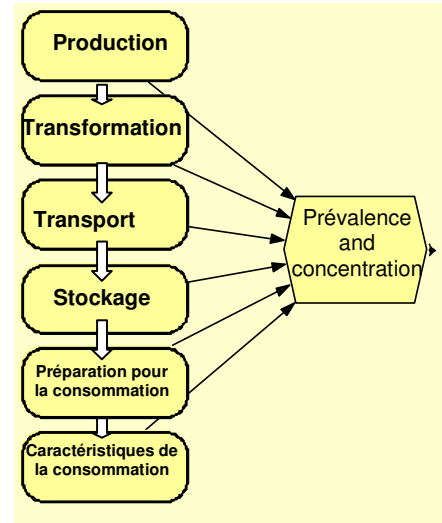 Production
Transformation
Transport
Stockage
Préparation pour
la consommation
Caractéristiques de
la consommation
Prévalence
and
concentration